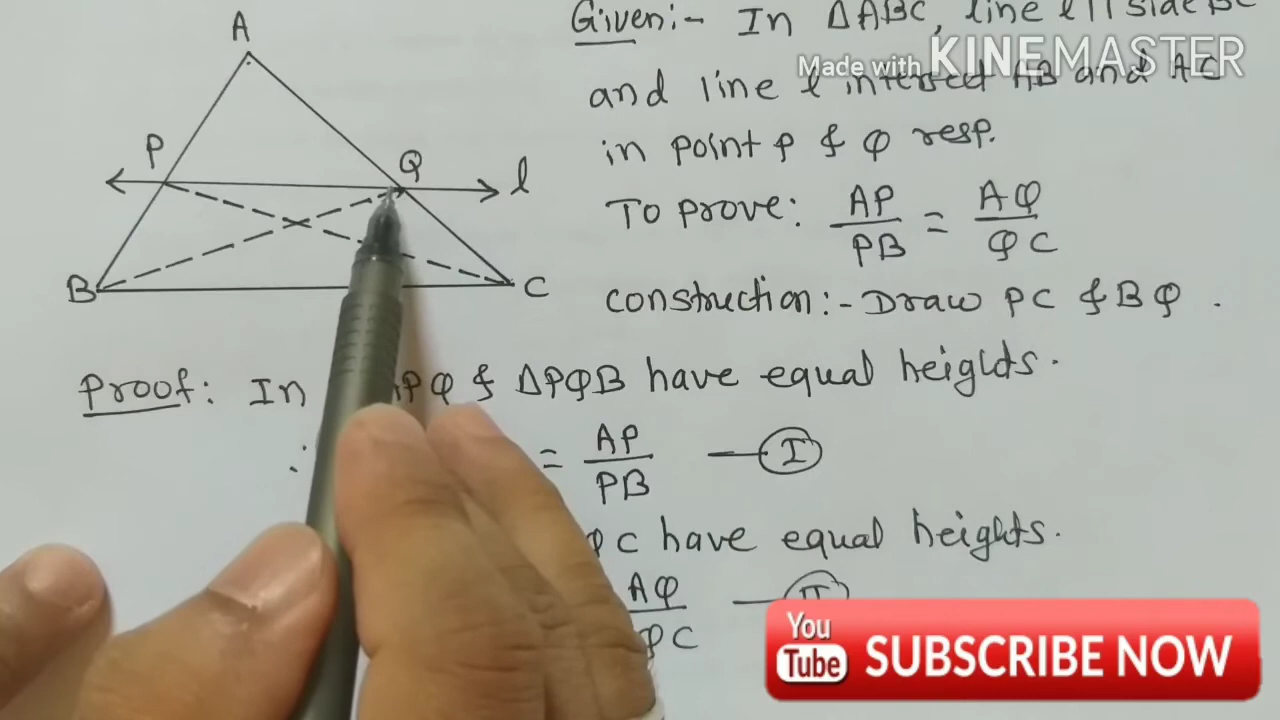 A
P
Q
l
B
C
Given:- In ΔABC, line l || side BC
Made with KINEMASTER
and line l intersect AB and AC
in point P & Q resp.
To prove: AP/PB = AQ/QC
construction:- Draw PC & BQ .
Proof: In PQ & ΔPQB have equal heighlds.
∴ = AP/PB — I
QC have equal heights.
AQ/QC — II
You Tube SUBSCRIBE NOW